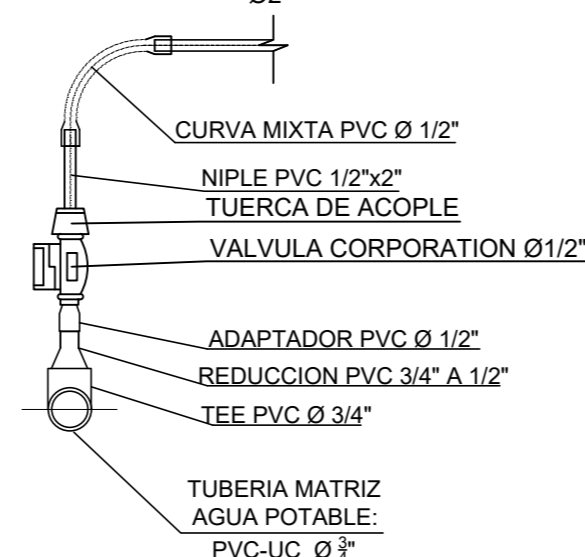 Ø2"
CURVA MIXTA PVC Ø 1/2"
NIPLE PVC 1/2"x2"
TUERCA DE ACOPLE
VALVULA CORPORATION Ø1/2"
ADAPTADOR PVC Ø 1/2"
REDUCCION PVC 3/4" A 1/2"
TEE PVC Ø 3/4"
TUBERIA MATRIZ
AGUA POTABLE:
PVC-UC Ø ¾"